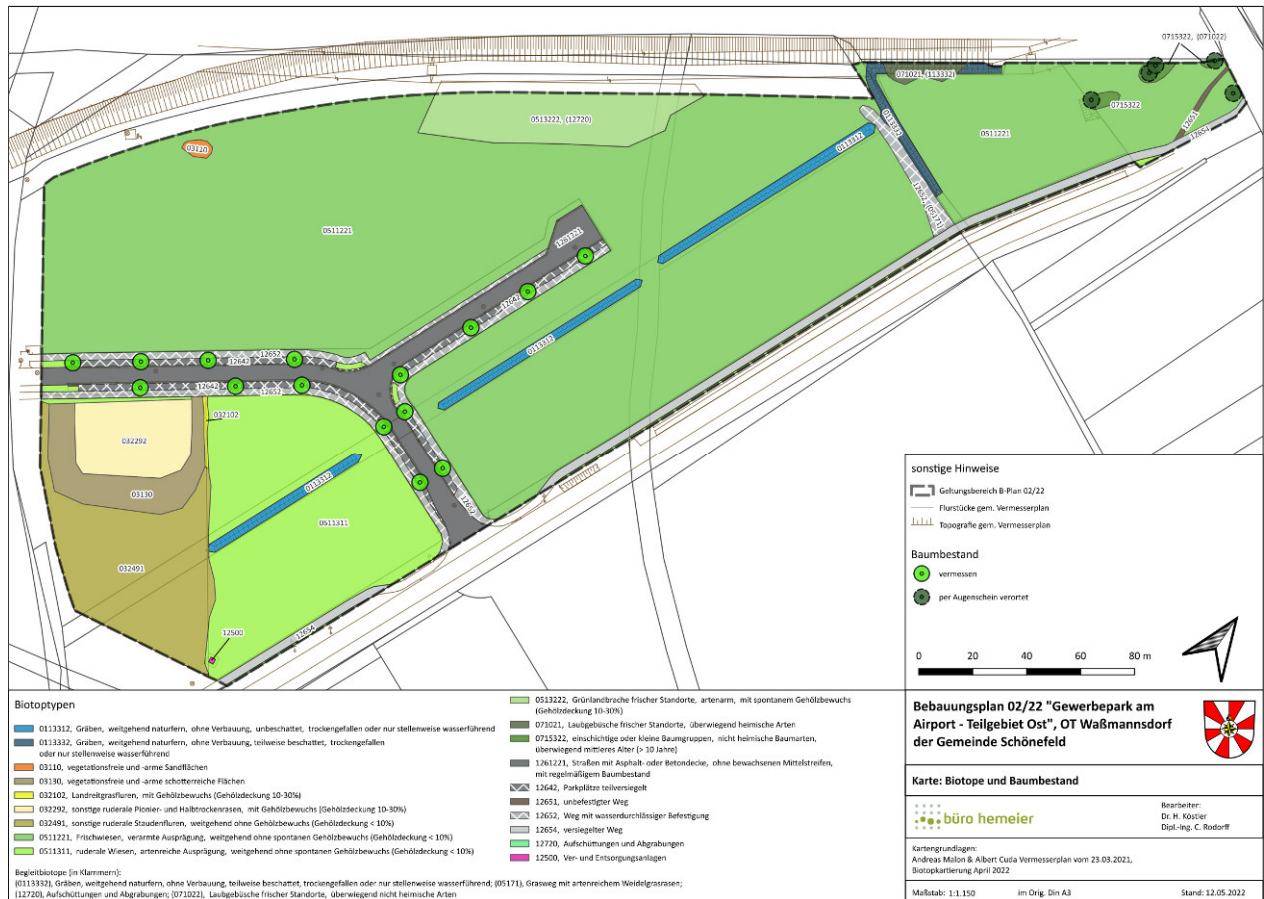 0715322, (071022)
071021, (113332)
0513222, (12720)
0715322
12651
12654
03110
0113332
0511221
0113312
12652, (05171)
0511221
1261221
12642
0113312
12652
12642
12642
12652
032102
032292
03130
0113312
12652
0511311
032491
12500
12654
sonstige Hinweise
Geltungsbereich B-Plan 02/22
Flurstücke gem. Vermesserplan
Topografie gem. Vermesserplan
Baumbestand
vermessen
per Augenschein verortet
0 20 40 60 80 m
Biotoptypen
0113312, Gräben, weitgehend naturfern, ohne Verbauung, unbeschattet, trockengefallen oder nur stellenweise wasserführend
0113332, Gräben, weitgehend naturfern, ohne Verbauung, teilweise beschattet, trockengefallen
oder nur stellenweise wasserführend
03110, vegetationsfreie und -arme Sandflächen
03130, vegetationsfreie und -arme schotterreiche Flächen
032102, Landreitgrasfluren, mit Gehölzbewuchs (Gehölzdeckung 10-30%)
032292, sonstige ruderale Pionier- und Halbtrockenrasen, mit Gehölzbewuchs (Gehölzdeckung 10-30%)
032491, sonstige ruderale Staudenfluren, weitgehend ohne Gehölzbewuchs (Gehölzdeckung < 10%)
0511221, Frischwiesen, verarmte Ausprägung, weitgehend ohne spontanen Gehölzbewuchs (Gehölzdeckung < 10%)
0511311, ruderale Wiesen, artenreiche Ausprägung, weitgehend ohne spontanen Gehölzbewuchs (Gehölzdeckung < 10%)
0513222, Grünlandbrache frischer Standorte, artenarm, mit spontanem Gehölzbewuchs
(Gehölzdeckung 10-30%)
071021, Laubgebüsche frischer Standorte, überwiegend heimische Arten
0715322, einschichtige oder kleine Baumgruppen, nicht heimische Baumarten,
überwiegend mittleres Alter (> 10 Jahre)
1261221, Straßen mit Asphalt- oder Betondecke, ohne bewachsenen Mittelstreifen,
mit regelmäßigem Baumbestand
12642, Parkplätze teilversiegelt
12651, unbefestigter Weg
12652, Weg mit wasserdurchlässiger Befestigung
12654, versiegelter Weg
12720, Aufschüttungen und Abgrabungen
12500, Ver- und Entsorgungsanlagen
Begleitbiotope (in Klammern):
(0113332), Gräben, weitgehend naturfern, ohne Verbauung, teilweise beschattet, trockengefallen oder nur stellenweise wasserführend; (05171), Grasweg mit artenreichem Weidelgrasrasen;
(12720), Aufschüttungen und Abgrabungen; (071022), Laubgebüsche frischer Standorte, überwiegend nicht heimische Arten
Bebauungsplan 02/22 "Gewerbepark am
Airport - Teilgebiet Ost", OT Waßmannsdorf
der Gemeinde Schönefeld
Karte: Biotope und Baumbestand
büro hemeier
Bearbeiter:
Dr. H. Köstler
Dipl.-Ing. C. Rodorff
Kartengrundlagen:
Andreas Malon & Albert Cuda Vermesserplan vom 23.03.2021,
Biotopkartierung April 2022
Maßstab: 1:1.150 im Orig. Din A3 Stand: 12.05.2022